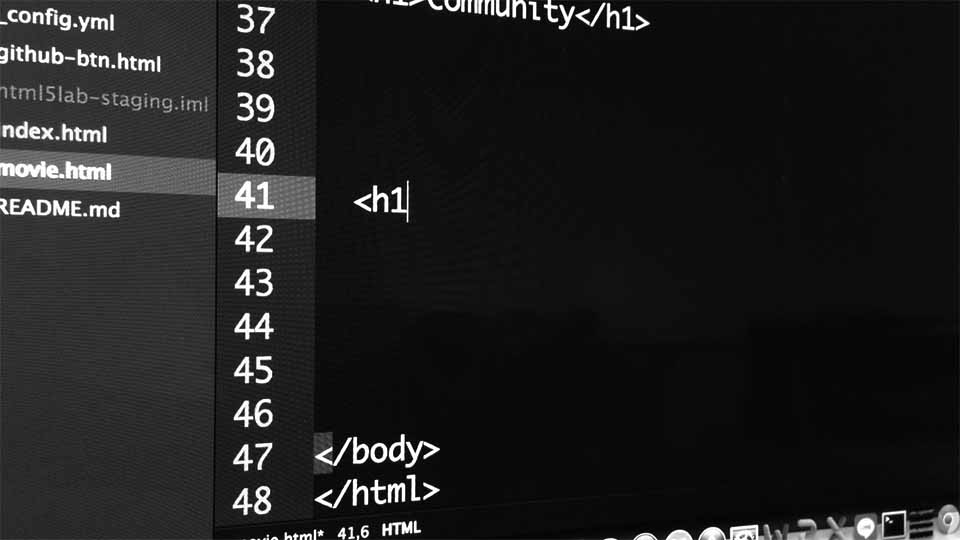 _config.yml
github-btn.html
html5lab-staging.iml
index.html
movie.html
README.md
37 <h1>Community</h1>
38
39
40
41 <h1
42
43
44
45
46
47 </body>
48 </html>
movie.html* 41,6 HTML